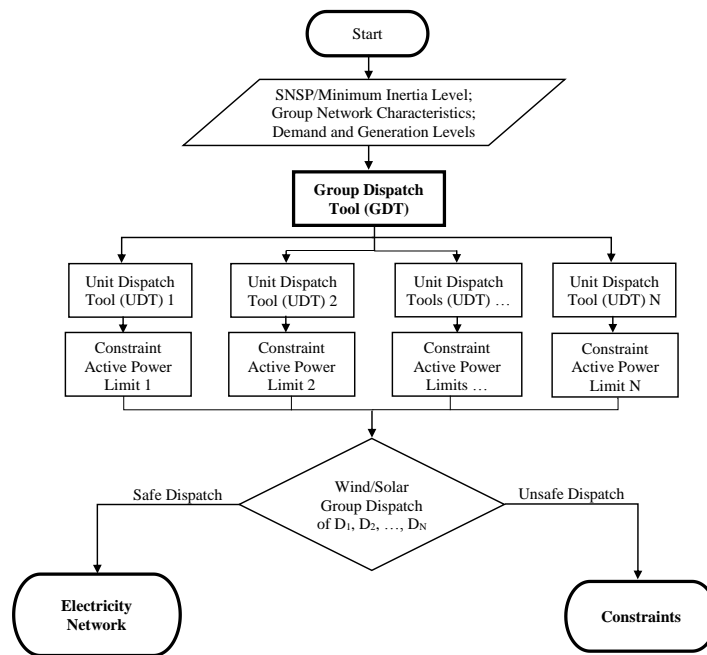 Start
SNSP/Minimum Inertia Level;
Group Network Characteristics;
Demand and Generation Levels
Group Dispatch
Tool (GDT)
Unit Dispatch
Tool (UDT) 1
Unit Dispatch
Tool (UDT) 2
Unit Dispatch
Tools (UDT) …
Unit Dispatch
Tool (UDT) N
Constraint
Active Power
Limit 1
Constraint
Active Power
Limit 2
Constraint
Active Power
Limits …
Constraint
Active Power
Limit N
Safe Dispatch
Wind/Solar
Group Dispatch
of D₁, D₂, …, D_N
Unsafe Dispatch
Electricity
Network
Constraints